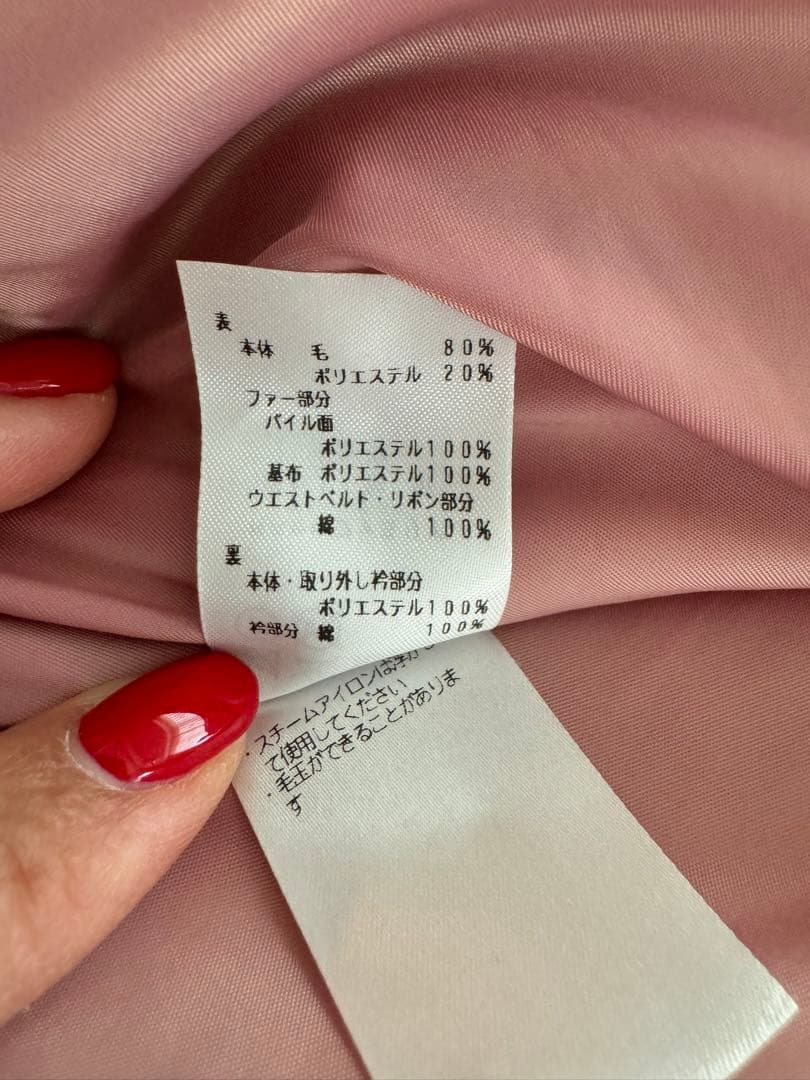 表
本体 毛 80%
ポリエステル 20%
ファー部分
パイル面
ポリエステル100%
基布 ポリエステル100%
ウエストベルト・リボン部分
綿 100%
裏
本体・取り外し衿部分
ポリエステル100%
衿部分 綿 100%
・スチームアイロンは浮かし
て使用してください
・毛玉ができることがありま
す